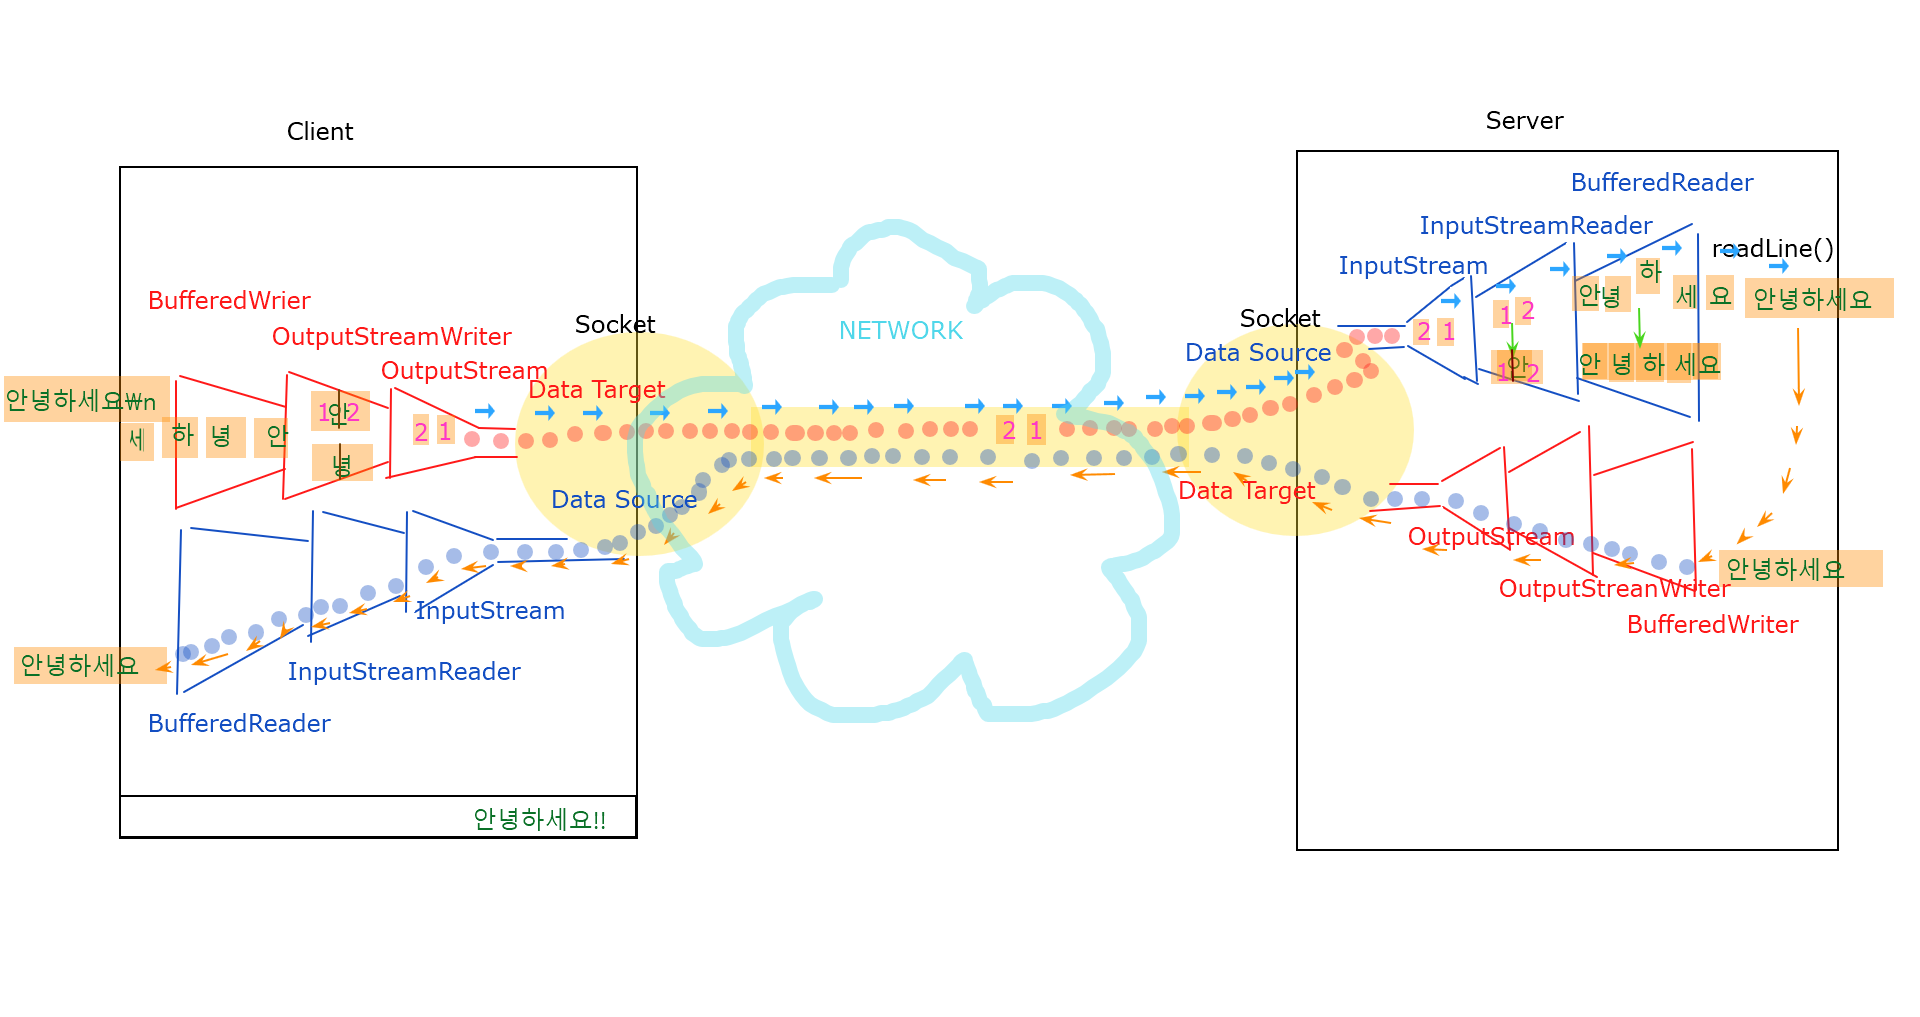 Client
BufferedWrier
OutputStreamWriter
OutputStream
Socket
Data Target
안녕하세요₩n
세 하 녕 안
1 안 2
녕
2 1
Data Source
InputStream
InputStreamReader
BufferedReader
안녕하세요
안녕하세요!!
NETWORK
2 1
Server
BufferedReader
InputStreamReader
InputStream
readLine()
Socket
Data Source
2 1
1 2
1 안 2
안녕 하 세 요
안 녕 하 세요
안녕하세요
Data Target
OutputStream
OutputStreanWriter
BufferedWriter
안녕하세요